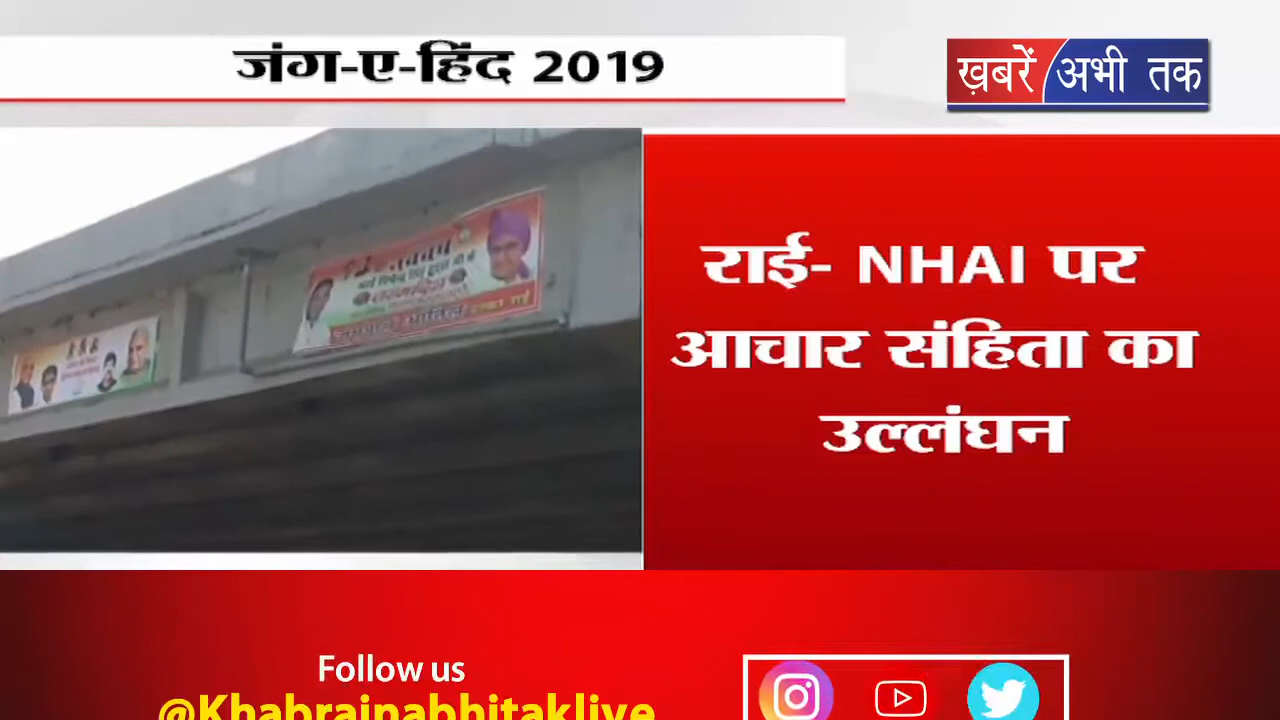 जंग-ए-हिंद 2019
ख़बरें अभी तक
राई- NHAI पर
आचार संहिता का
उल्लंघन
Follow us
@Khabrainabhitaklive